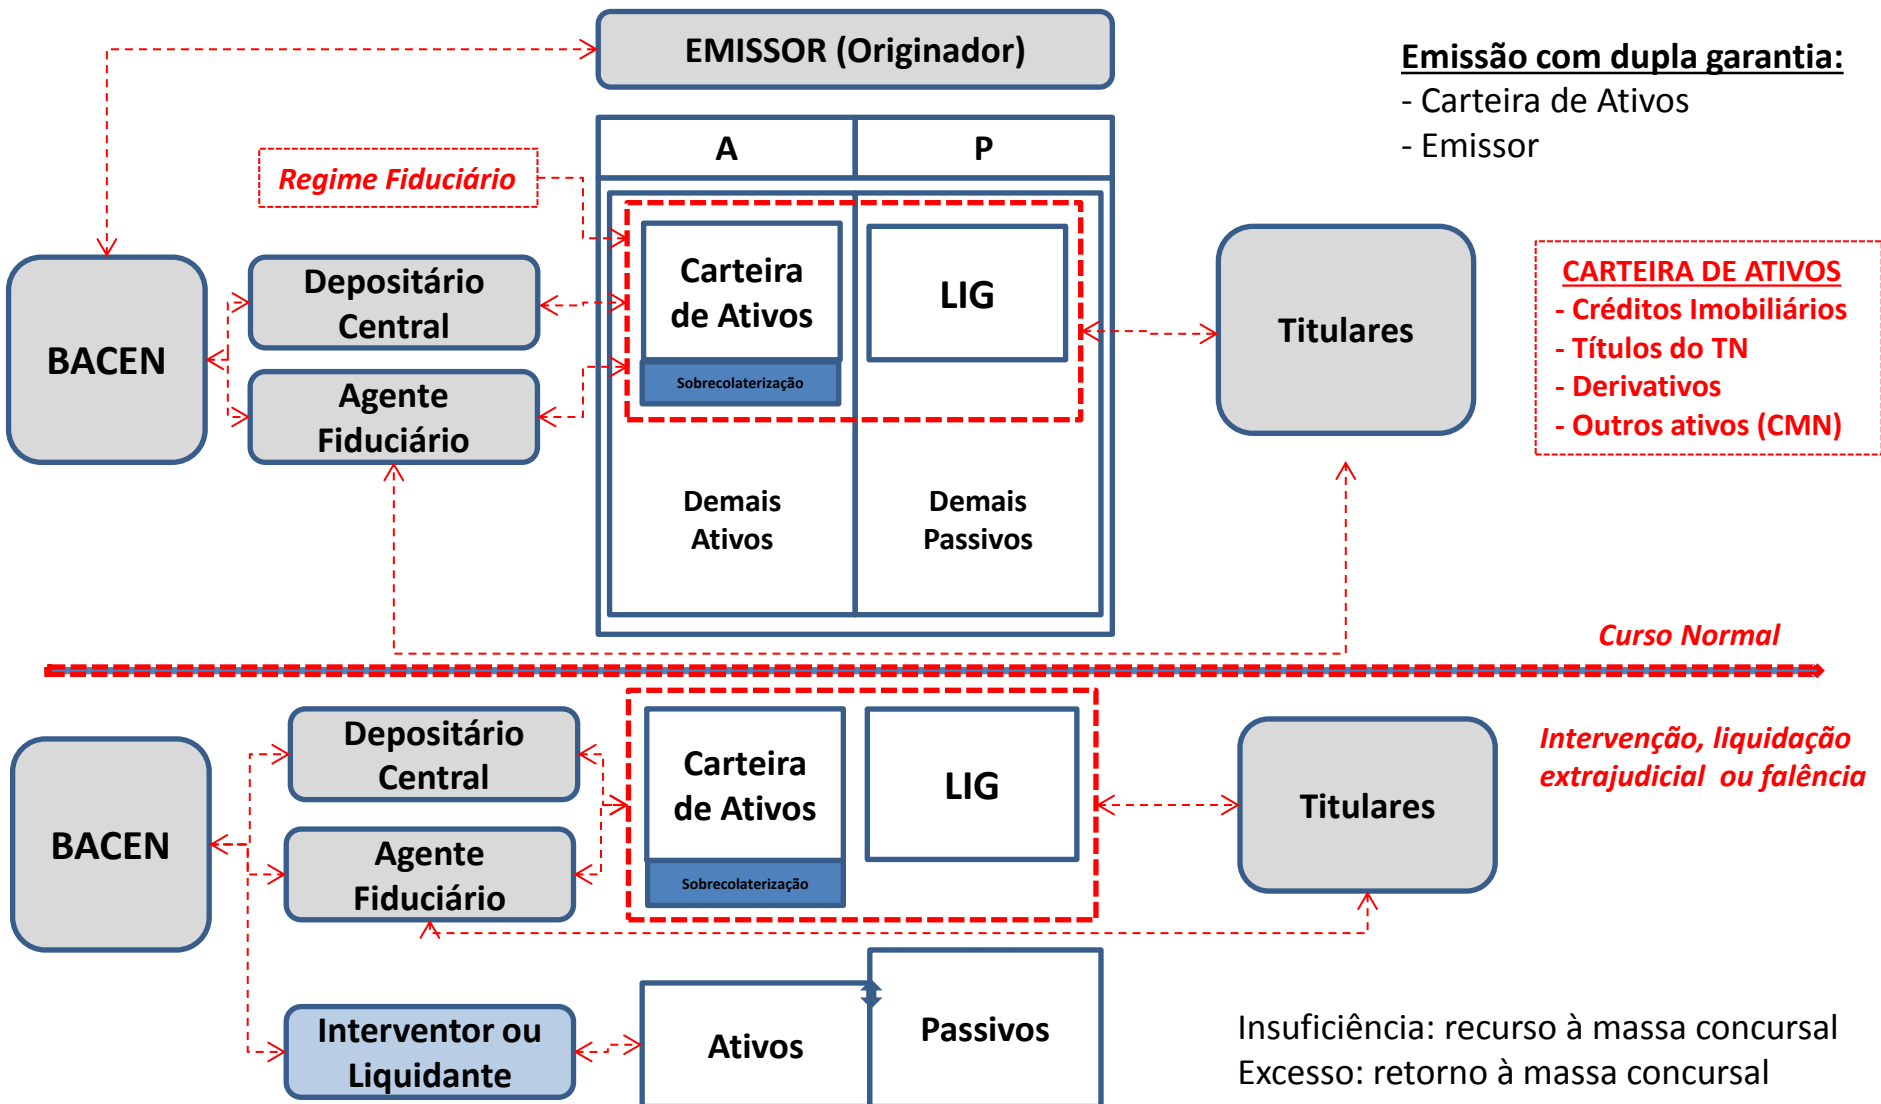 EMISSOR (Originador)
Emissão com dupla garantia:
- Carteira de Ativos
- Emissor
A
P
Regime Fiduciário
BACEN
Depositário
Central
Agente
Fiduciário
Carteira
de Ativos
Sobrecolaterização
LIG
Titulares
CARTEIRA DE ATIVOS
- Créditos Imobiliários
- Títulos do TN
- Derivativos
- Outros ativos (CMN)
Demais
Ativos
Demais
Passivos
Curso Normal
Intervenção, liquidação
extrajudicial ou falência
BACEN
Depositário
Central
Agente
Fiduciário
Carteira
de Ativos
Sobrecolaterização
LIG
Titulares
Interventor ou
Liquidante
Ativos
Passivos
Insuficiência: recurso à massa concursal
Excesso: retorno à massa concursal